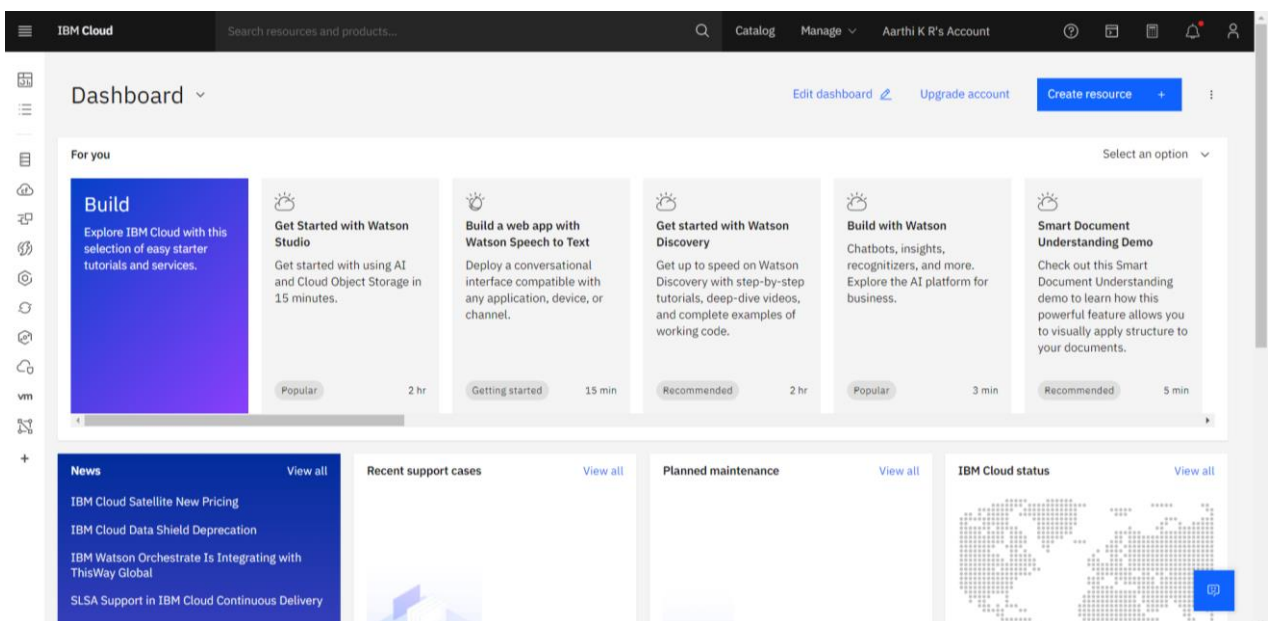 IBM Cloud
Search resources and products...
Catalog
Manage
Aarthi K R's Account
Dashboard
Edit dashboard
Upgrade account
Create resource +
For you
Select an option
Build
Explore IBM Cloud with this
selection of easy starter
tutorials and services.
Get Started with Watson
Studio
Get started with using AI
and Cloud Object Storage in
15 minutes.
Popular
2 hr
Build a web app with
Watson Speech to Text
Deploy a conversational
interface compatible with
any application, device, or
channel.
Getting started
15 min
Get started with Watson
Discovery
Get up to speed on Watson
Discovery with step-by-step
tutorials, deep-dive videos,
and complete examples of
working code.
Recommended
2 hr
Build with Watson
Chatbots, insights,
recognitizers, and more.
Explore the AI platform for
business.
Popular
3 min
Smart Document
Understanding Demo
Check out this Smart
Document Understanding
demo to learn how this
powerful feature allows you
to visually apply structure to
your documents.
Recommended
5 min
vm
News
View all
IBM Cloud Satellite New Pricing
IBM Cloud Data Shield Deprecation
IBM Watson Orchestrate Is Integrating with
ThisWay Global
SLSA Support in IBM Cloud Continuous Delivery
Recent support cases
View all
Planned maintenance
View all
IBM Cloud status
View all